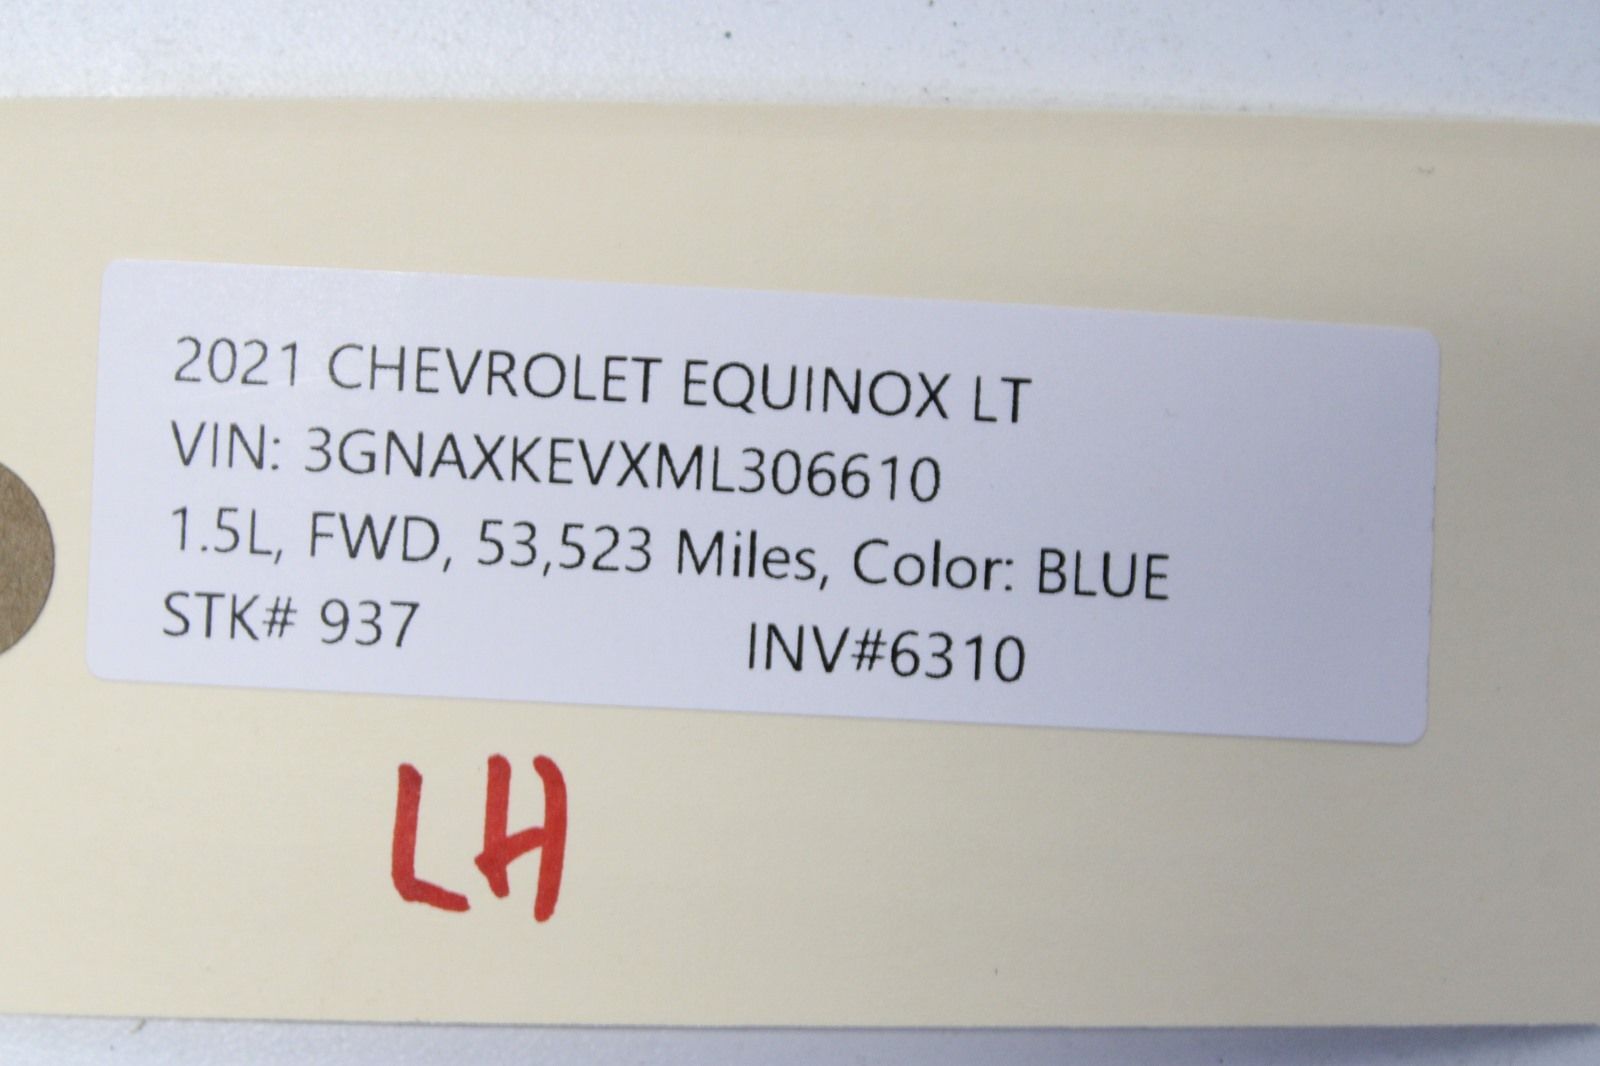 2021 CHEVROLET EQUINOX LT
VIN: 3GNAXKEVXML306610
1.5L, FWD, 53,523 Miles, Color: BLUE
STK# 937 INV#6310
LH